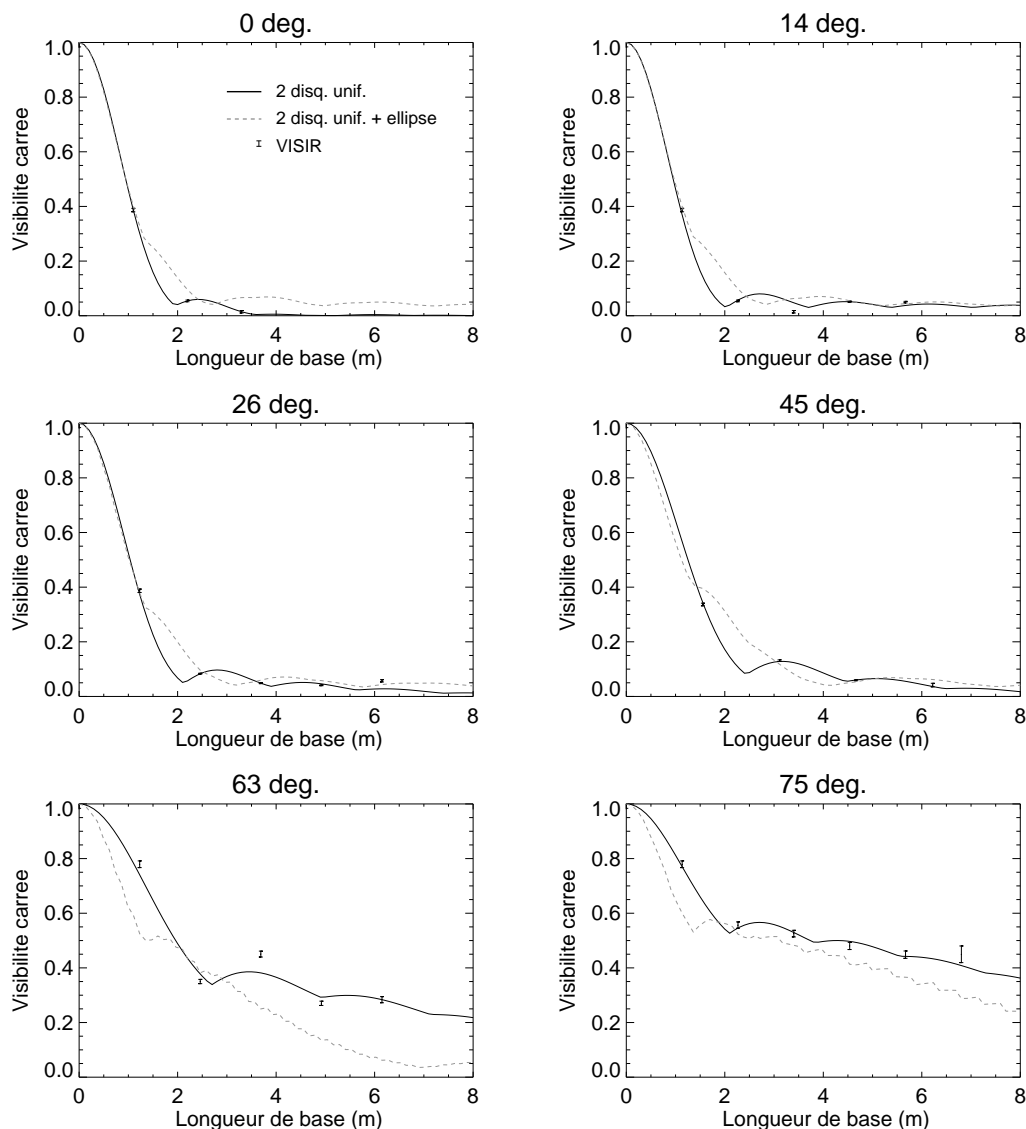 0 deg.
1.0
0.8
0.6
0.4
0.2
0.0
Visibilite carree
2 disq. unif.
2 disq. unif. + ellipse
VISIR
0 2 4 6 8
Longueur de base (m)
14 deg.
1.0
0.8
0.6
0.4
0.2
0.0
Visibilite carree
0 2 4 6 8
Longueur de base (m)
26 deg.
1.0
0.8
0.6
0.4
0.2
0.0
Visibilite carree
0 2 4 6 8
Longueur de base (m)
45 deg.
1.0
0.8
0.6
0.4
0.2
0.0
Visibilite carree
0 2 4 6 8
Longueur de base (m)
63 deg.
1.0
0.8
0.6
0.4
0.2
0.0
Visibilite carree
0 2 4 6 8
Longueur de base (m)
75 deg.
1.0
0.8
0.6
0.4
0.2
0.0
Visibilite carree
0 2 4 6 8
Longueur de base (m)